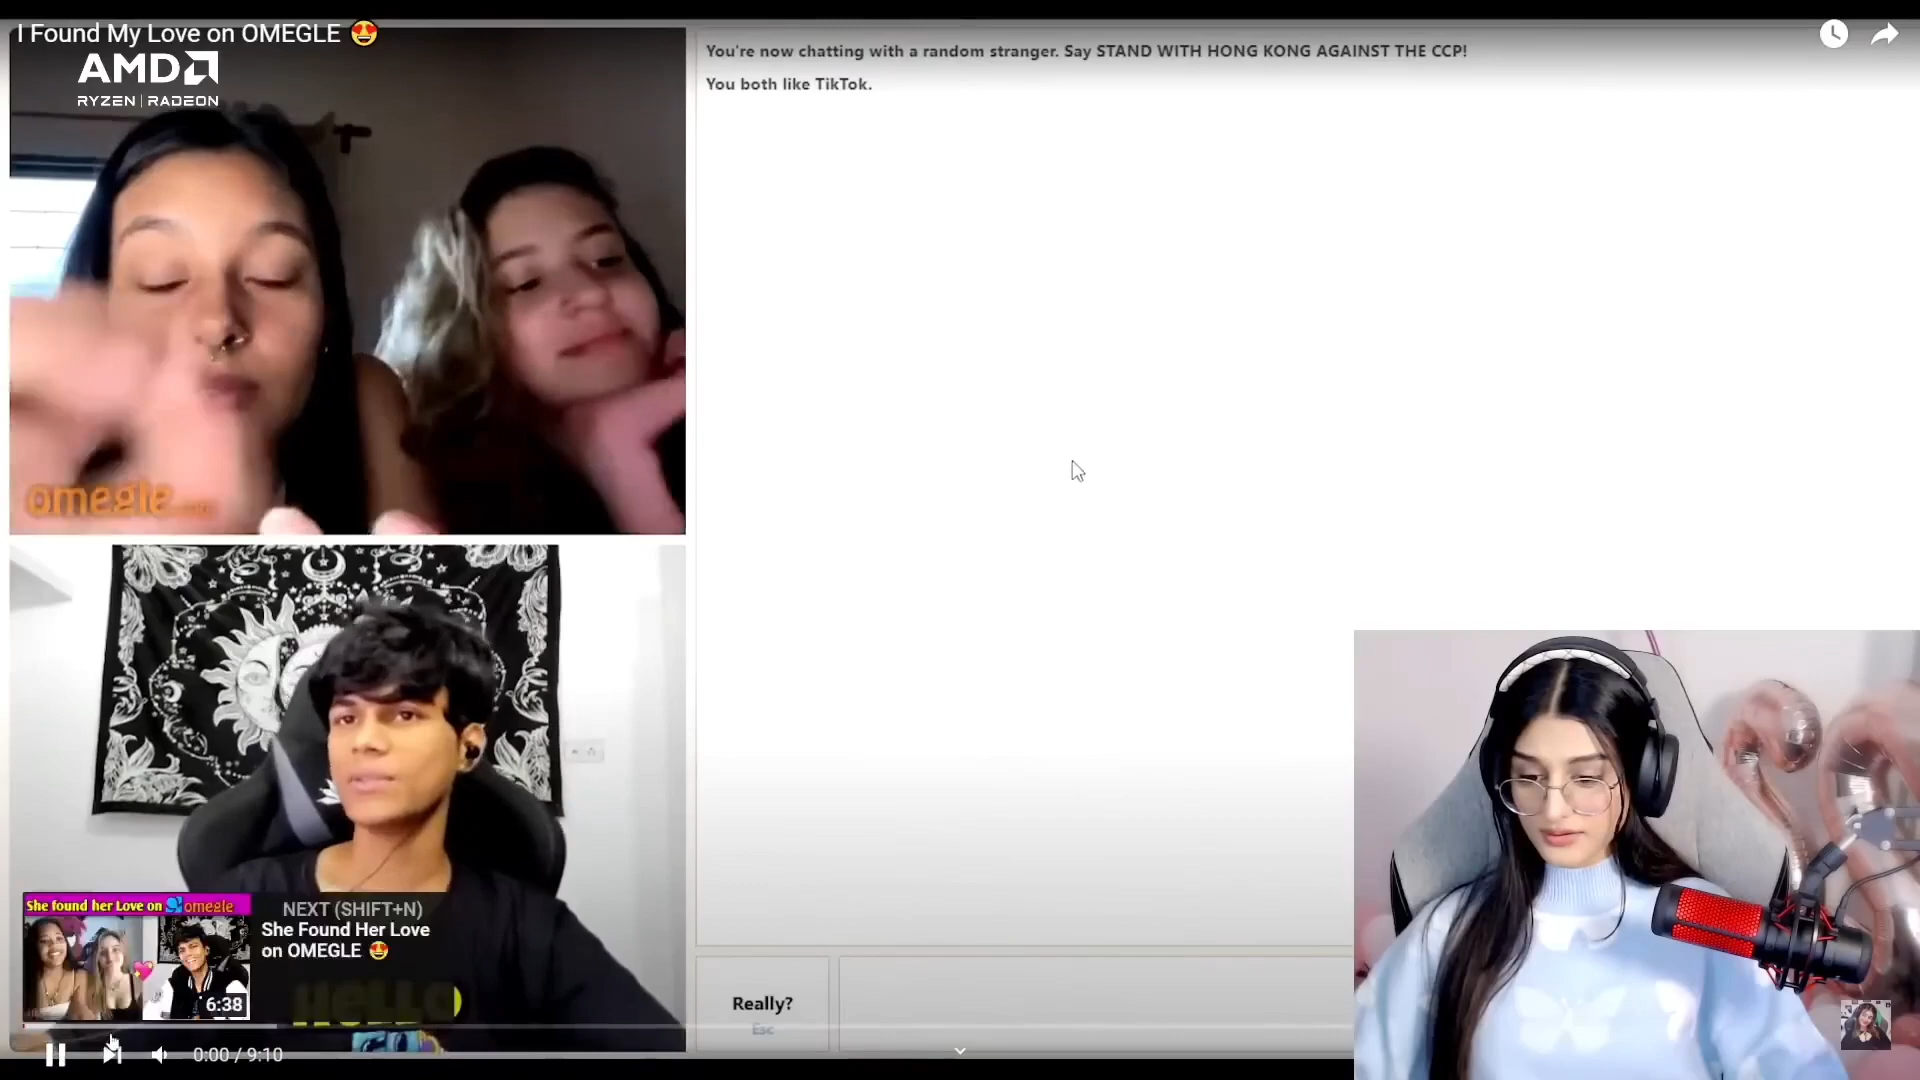 I Found My Love on OMEGLE 😍
AMD
RYZEN | RADEON
You're now chatting with a random stranger. Say STAND WITH HONG KONG AGAINST THE CCP!
You both like TikTok.
omegle
She found her Love on omegle
6:38
NEXT (SHIFT+N)
She Found Her Love
on OMEGLE 😍
HELLO
Really?
Esc
0:00 / 9:10